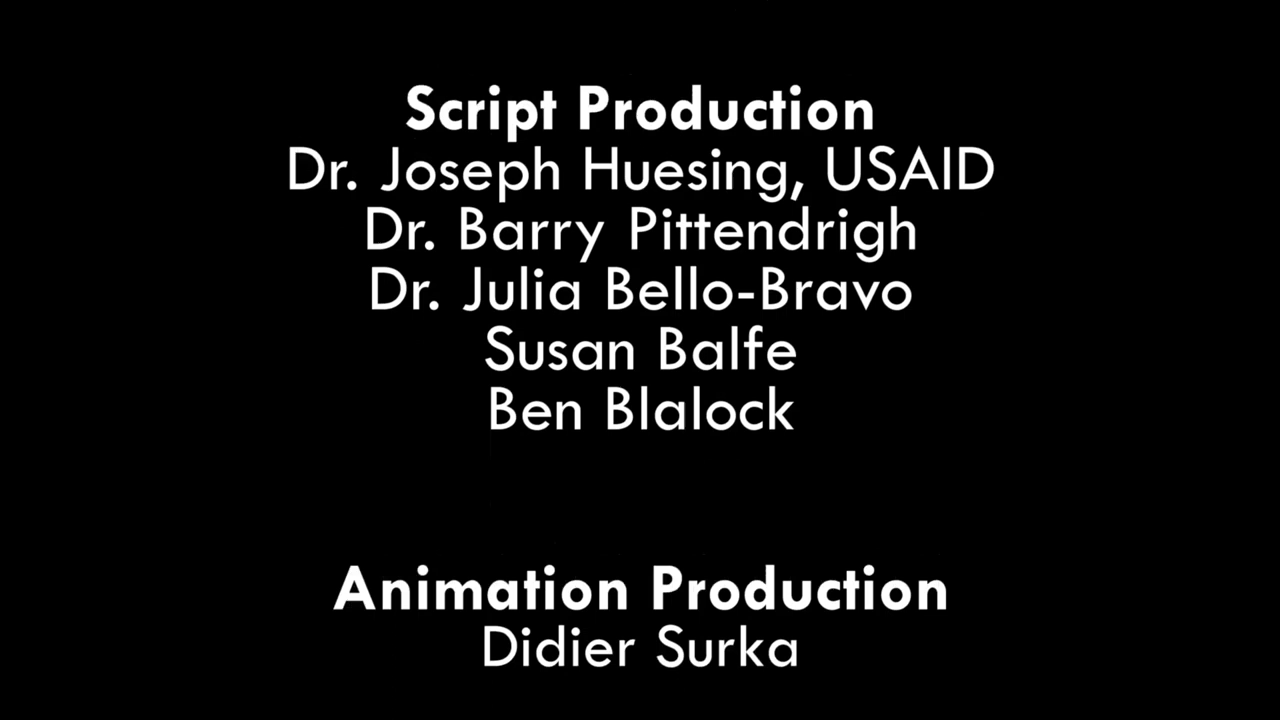 Script Production
Dr. Joseph Huesing, USAID
Dr. Barry Pittendrigh
Dr. Julia Bello-Bravo
Susan Balfe
Ben Blalock
Animation Production
Didier Surka